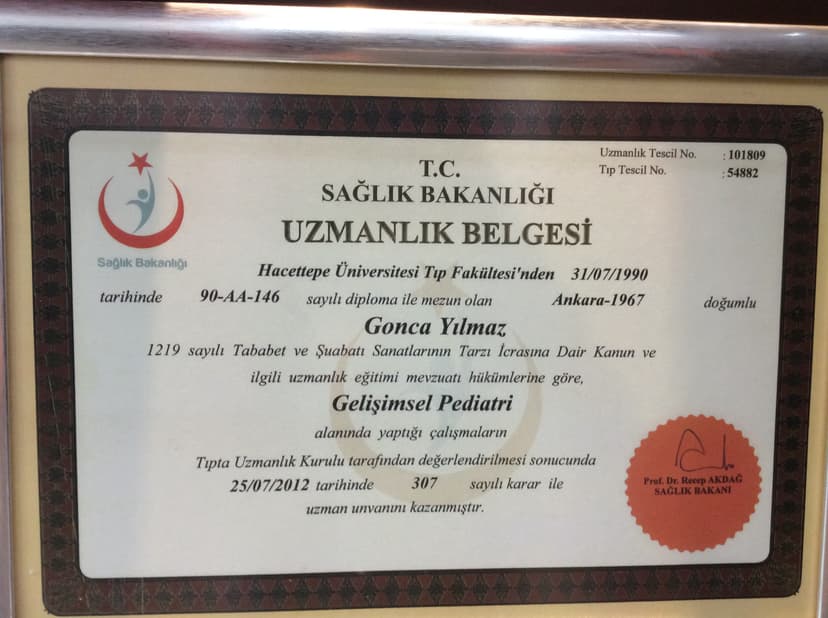 Uzmanlık Tescil No. : 101809
Tıp Tescil No. : 54882
T.C.
SAĞLIK BAKANLIĞI
UZMANLIK BELGESİ
Sağlık Bakanlığı
Hacettepe Üniversitesi Tıp Fakültesi'nden 31/07/1990
tarihinde 90-AA-146 sayılı diploma ile mezun olan Ankara-1967 doğumlu
Gonca Yılmaz
1219 sayılı Tababet ve Şuabatı Sanatlarının Tarzı İcrasına Dair Kanun ve
ilgili uzmanlık eğitimi mevzuatı hükümlerine göre,
Gelişimsel Pediatri
alanında yaptığı çalışmaların
Tıpta Uzmanlık Kurulu tarafından değerlendirilmesi sonucunda
25/07/2012 tarihinde 307 sayılı karar ile
uzman unvanını kazanmıştır.
Prof. Dr. Recep AKDAĞ
SAĞLIK BAKANI